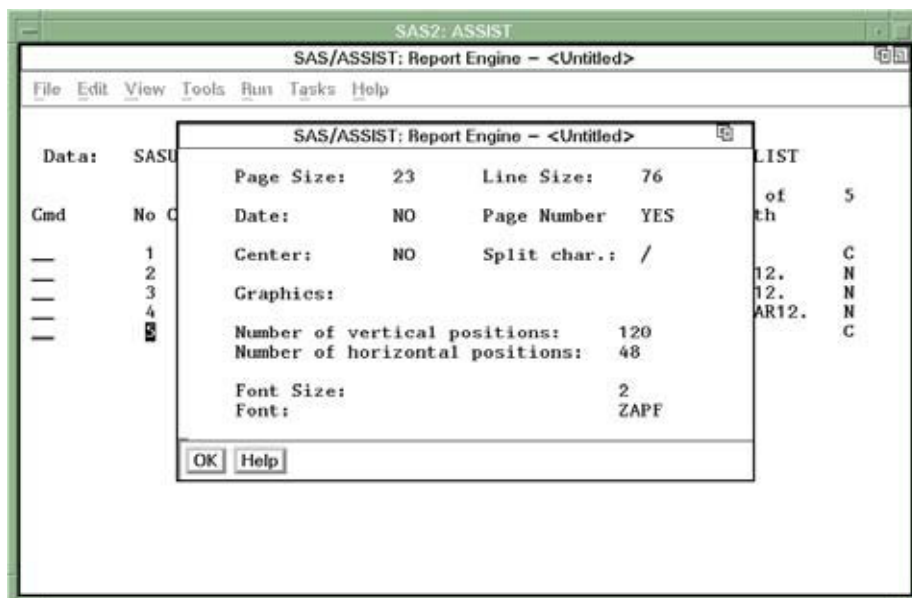 SAS2: ASSIST
SAS/ASSIST: Report Engine – <Untitled>
File Edit View Tools Run Tasks Help
Data: SASU LIST
of 5
Cmd No C th
1 C
2 12. N
3 12. N
4 AR12. N
5 C
SAS/ASSIST: Report Engine – <Untitled>
Page Size: 23 Line Size: 76
Date: NO Page Number YES
Center: NO Split char.: /
Graphics:
Number of vertical positions: 120
Number of horizontal positions: 48
Font Size: 2
Font: ZAPF
OK Help